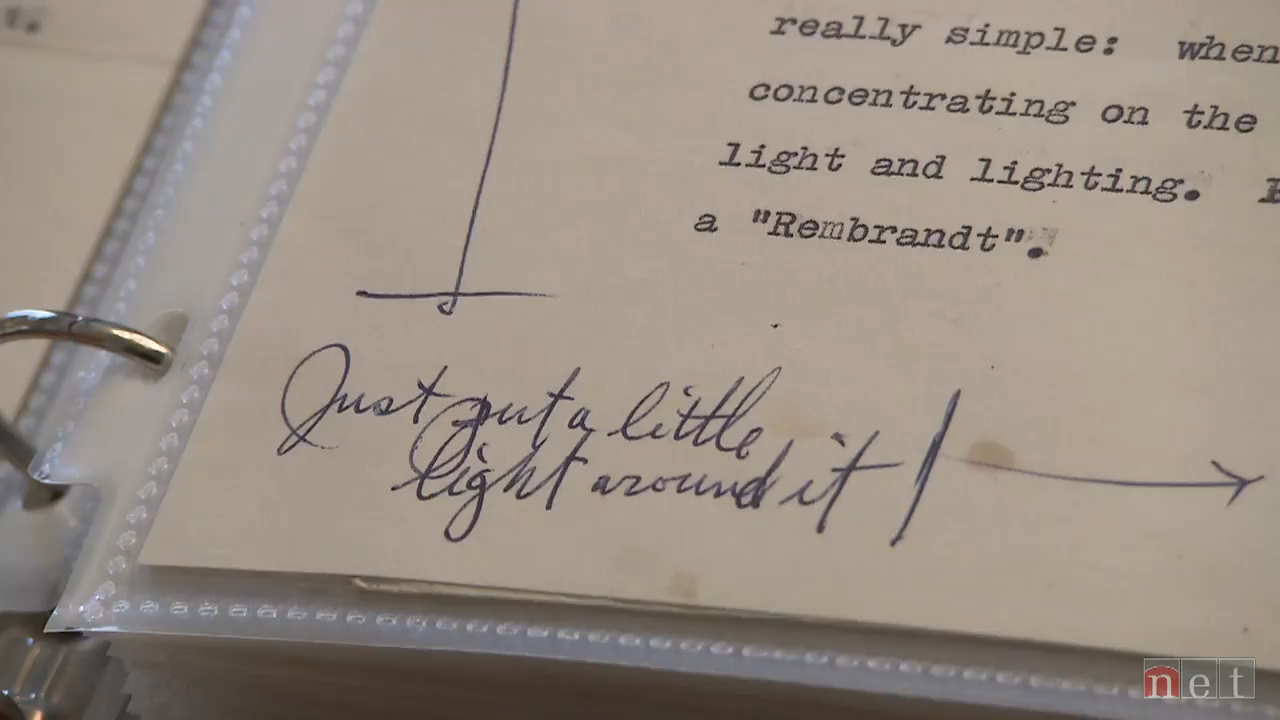 really simple: when
concentrating on the
light and lighting.
a "Rembrandt".
Just put a little
light around it
net